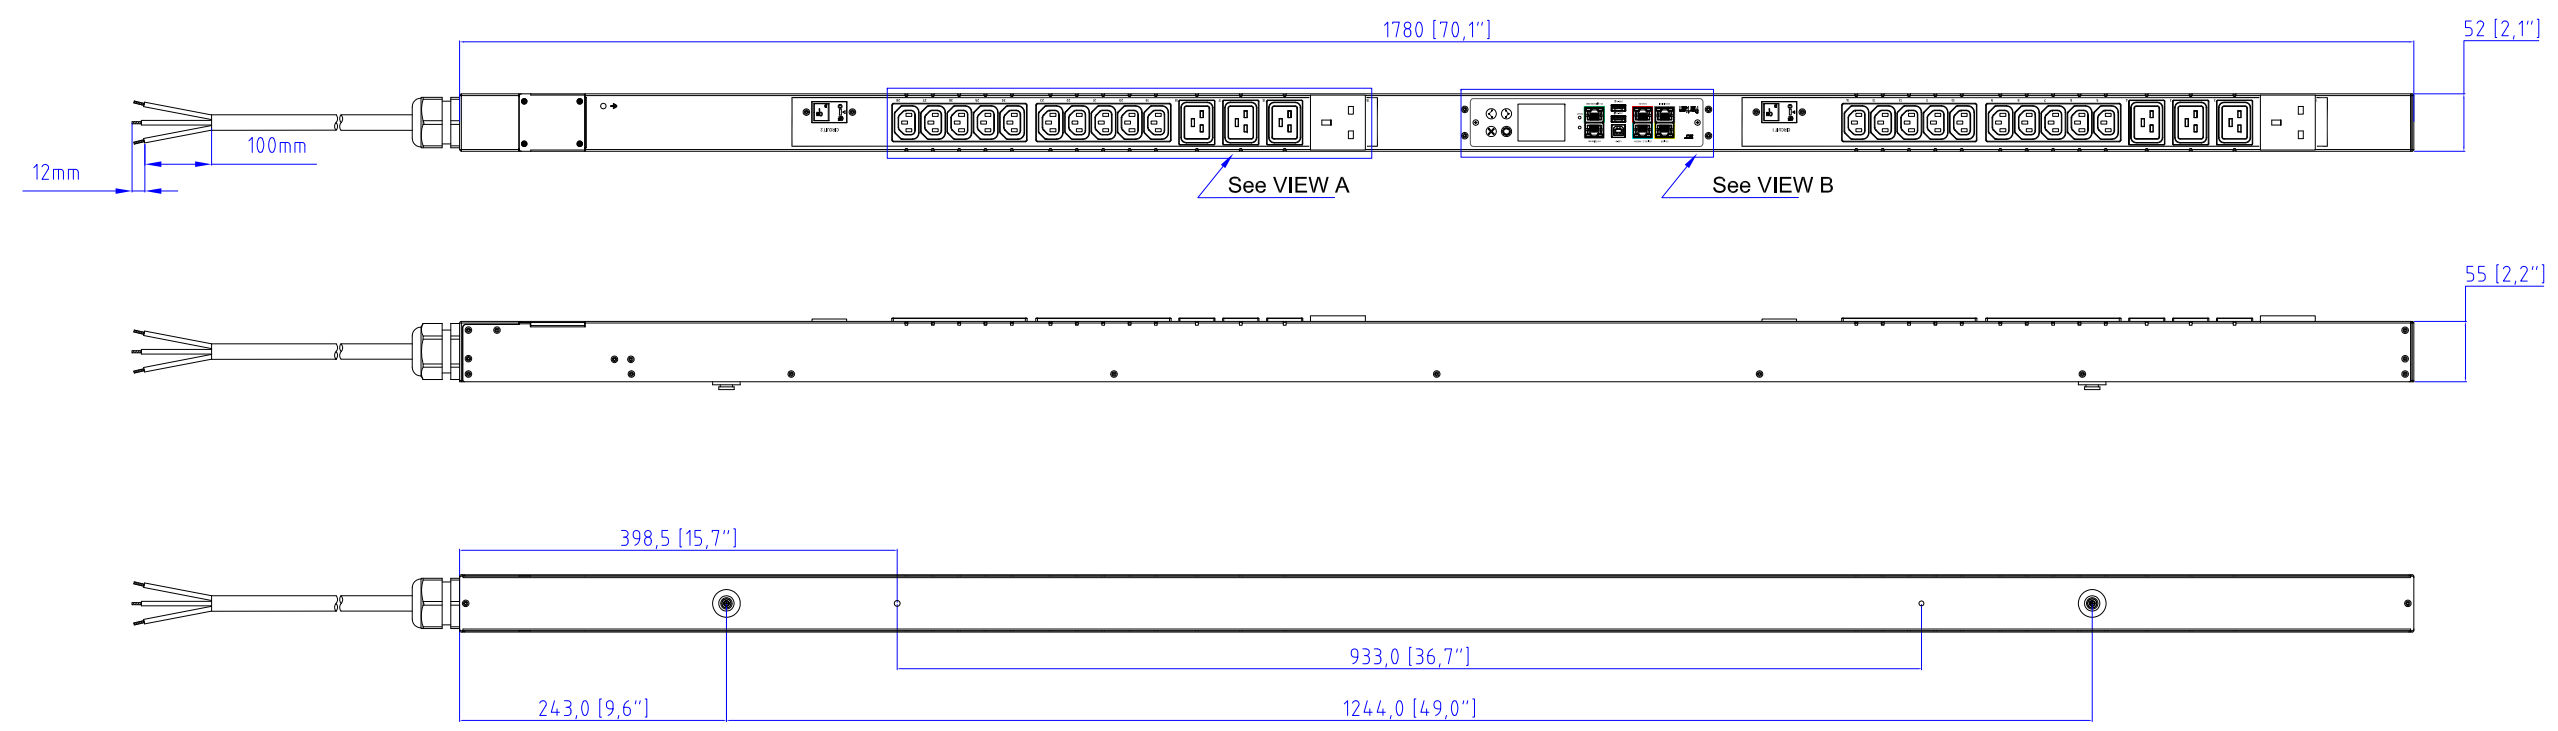 1780 [70,1"]
52 [2,1"]
100mm
12mm
See VIEW A
See VIEW B
55 [2,2"]
398,5 [15,7"]
933,0 [36,7"]
243,0 [9,6"]
1244,0 [49,0"]